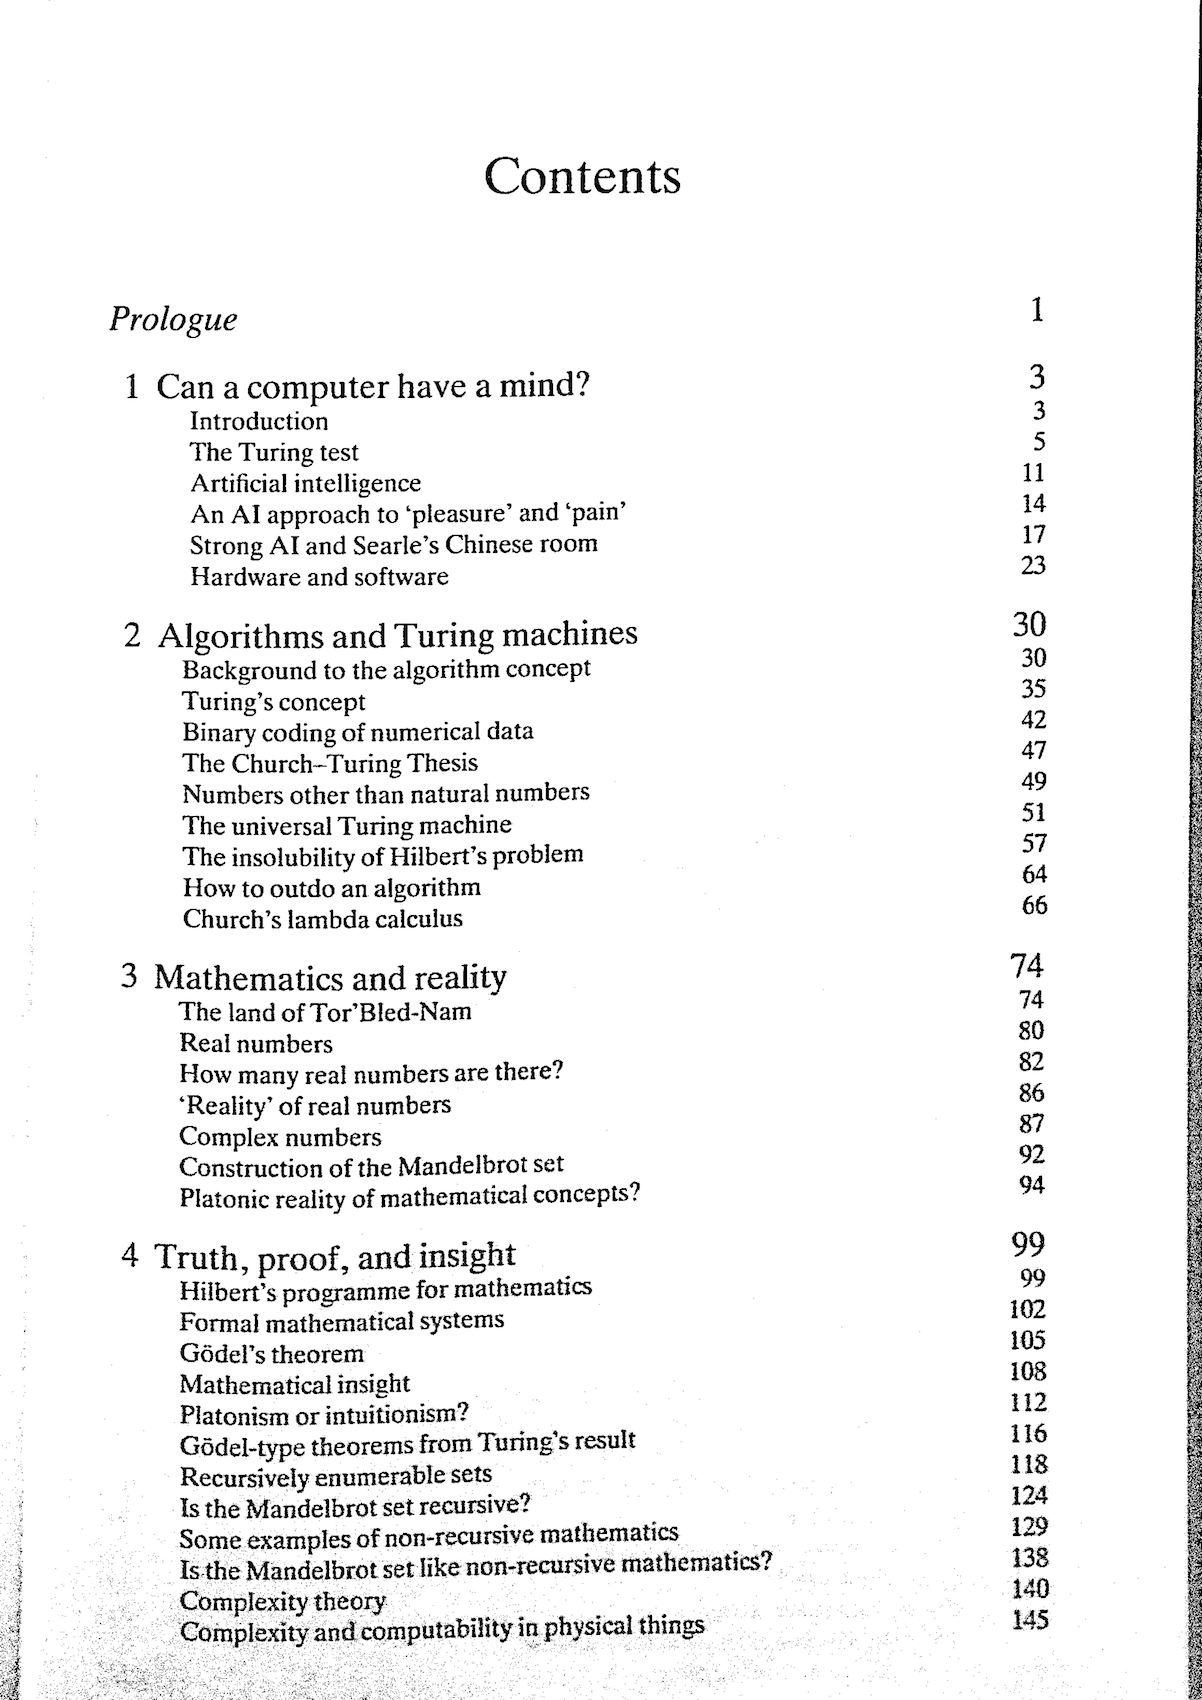 Contents
Prologue 1
1 Can a computer have a mind? 3
Introduction 3
The Turing test 5
Artificial intelligence 11
An AI approach to ‘pleasure’ and ‘pain’ 14
Strong AI and Searle’s Chinese room 17
Hardware and software 23
2 Algorithms and Turing machines 30
Background to the algorithm concept 30
Turing’s concept 35
Binary coding of numerical data 42
The Church–Turing Thesis 47
Numbers other than natural numbers 49
The universal Turing machine 51
The insolubility of Hilbert’s problem 57
How to outdo an algorithm 64
Church’s lambda calculus 66
3 Mathematics and reality 74
The land of Tor’Bled-Nam 74
Real numbers 80
How many real numbers are there? 82
‘Reality’ of real numbers 86
Complex numbers 87
Construction of the Mandelbrot set 92
Platonic reality of mathematical concepts? 94
4 Truth, proof, and insight 99
Hilbert’s programme for mathematics 99
Formal mathematical systems 102
Gödel’s theorem 105
Mathematical insight 108
Platonism or intuitionism? 112
Gödel-type theorems from Turing’s result 116
Recursively enumerable sets 118
Is the Mandelbrot set recursive? 124
Some examples of non-recursive mathematics 129
Is the Mandelbrot set like non-recursive mathematics? 138
Complexity theory 140
Complexity and computability in physical things 145